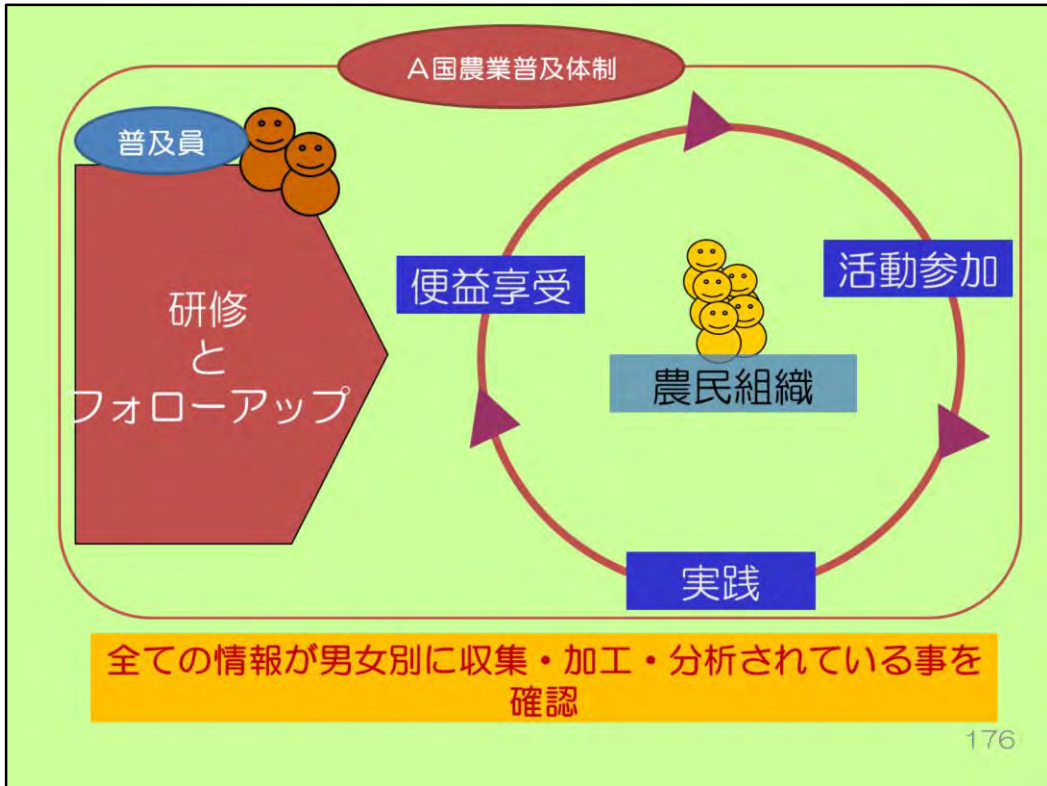 A国農業普及体制
普及員
研修
と
フォローアップ
便益享受
活動参加
農民組織
実践
全ての情報が男女別に収集・加工・分析されている事を
確認
176